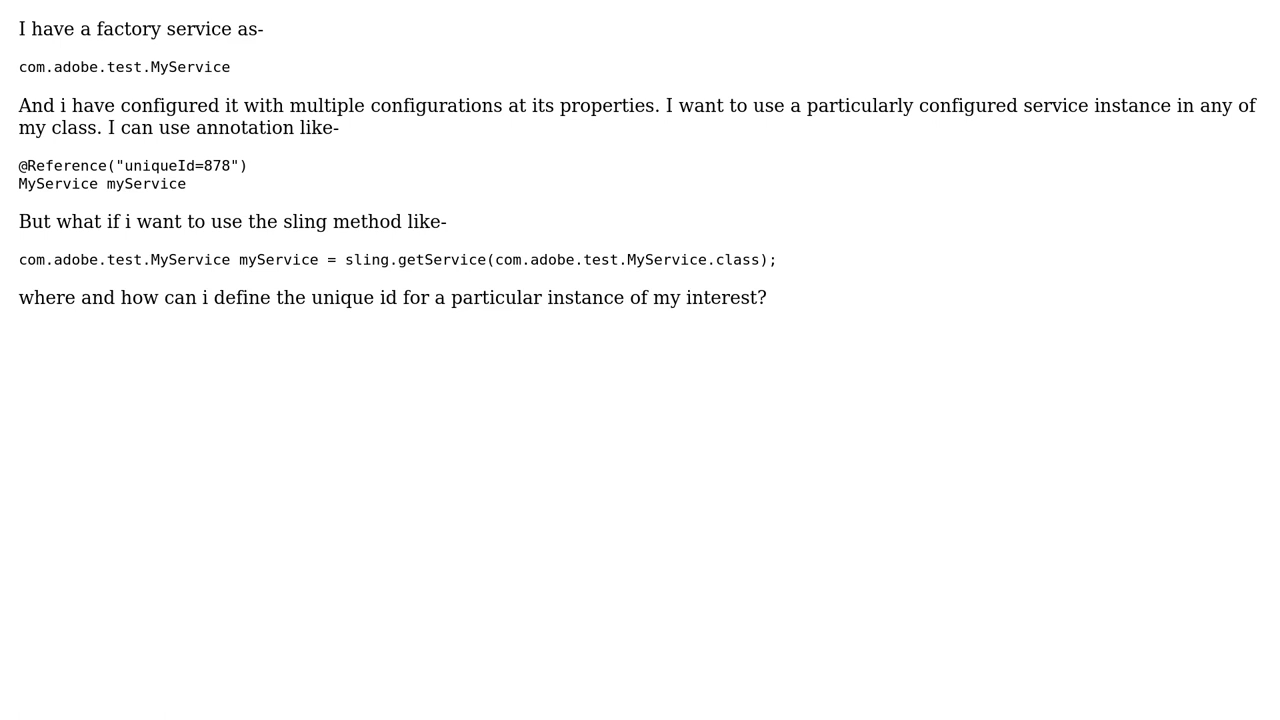 I have a factory service as-
com.adobe.test.MyService
And i have configured it with multiple configurations at its properties. I want to use a particularly configured service instance in any of
my class. I can use annotation like-
@Reference("uniqueId=878")
MyService myService
But what if i want to use the sling method like-
com.adobe.test.MyService myService = sling.getService(com.adobe.test.MyService.class);
where and how can i define the unique id for a particular instance of my interest?